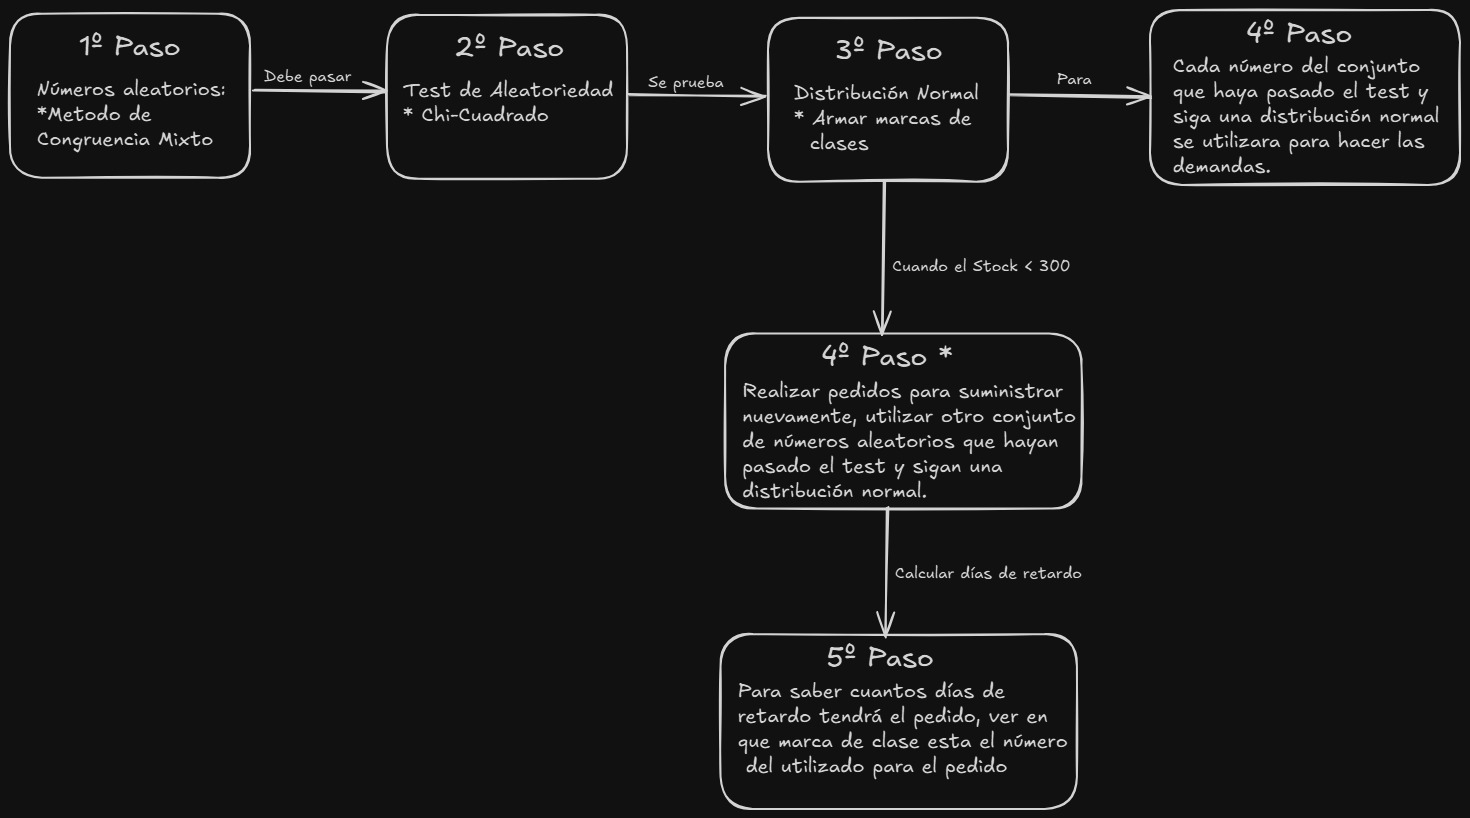 1º Paso
Números aleatorios:
*Metodo de
Congruencia Mixto
Debe pasar
2º Paso
Test de Aleatoriedad
* Chi-Cuadrado
Se prueba
3º Paso
Distribución Normal
* Armar marcas de
clases
Para
4º Paso
Cada número del conjunto
que haya pasado el test y
siga una distribución normal
se utilizara para hacer las
demandas.
Cuando el Stock < 300
4º Paso *
Realizar pedidos para suministrar
nuevamente, utilizar otro conjunto
de números aleatorios que hayan
pasado el test y sigan una
distribución normal.
Calcular días de retardo
5º Paso
Para saber cuantos días de
retardo tendrá el pedido, ver en
que marca de clase esta el número
del utilizado para el pedido